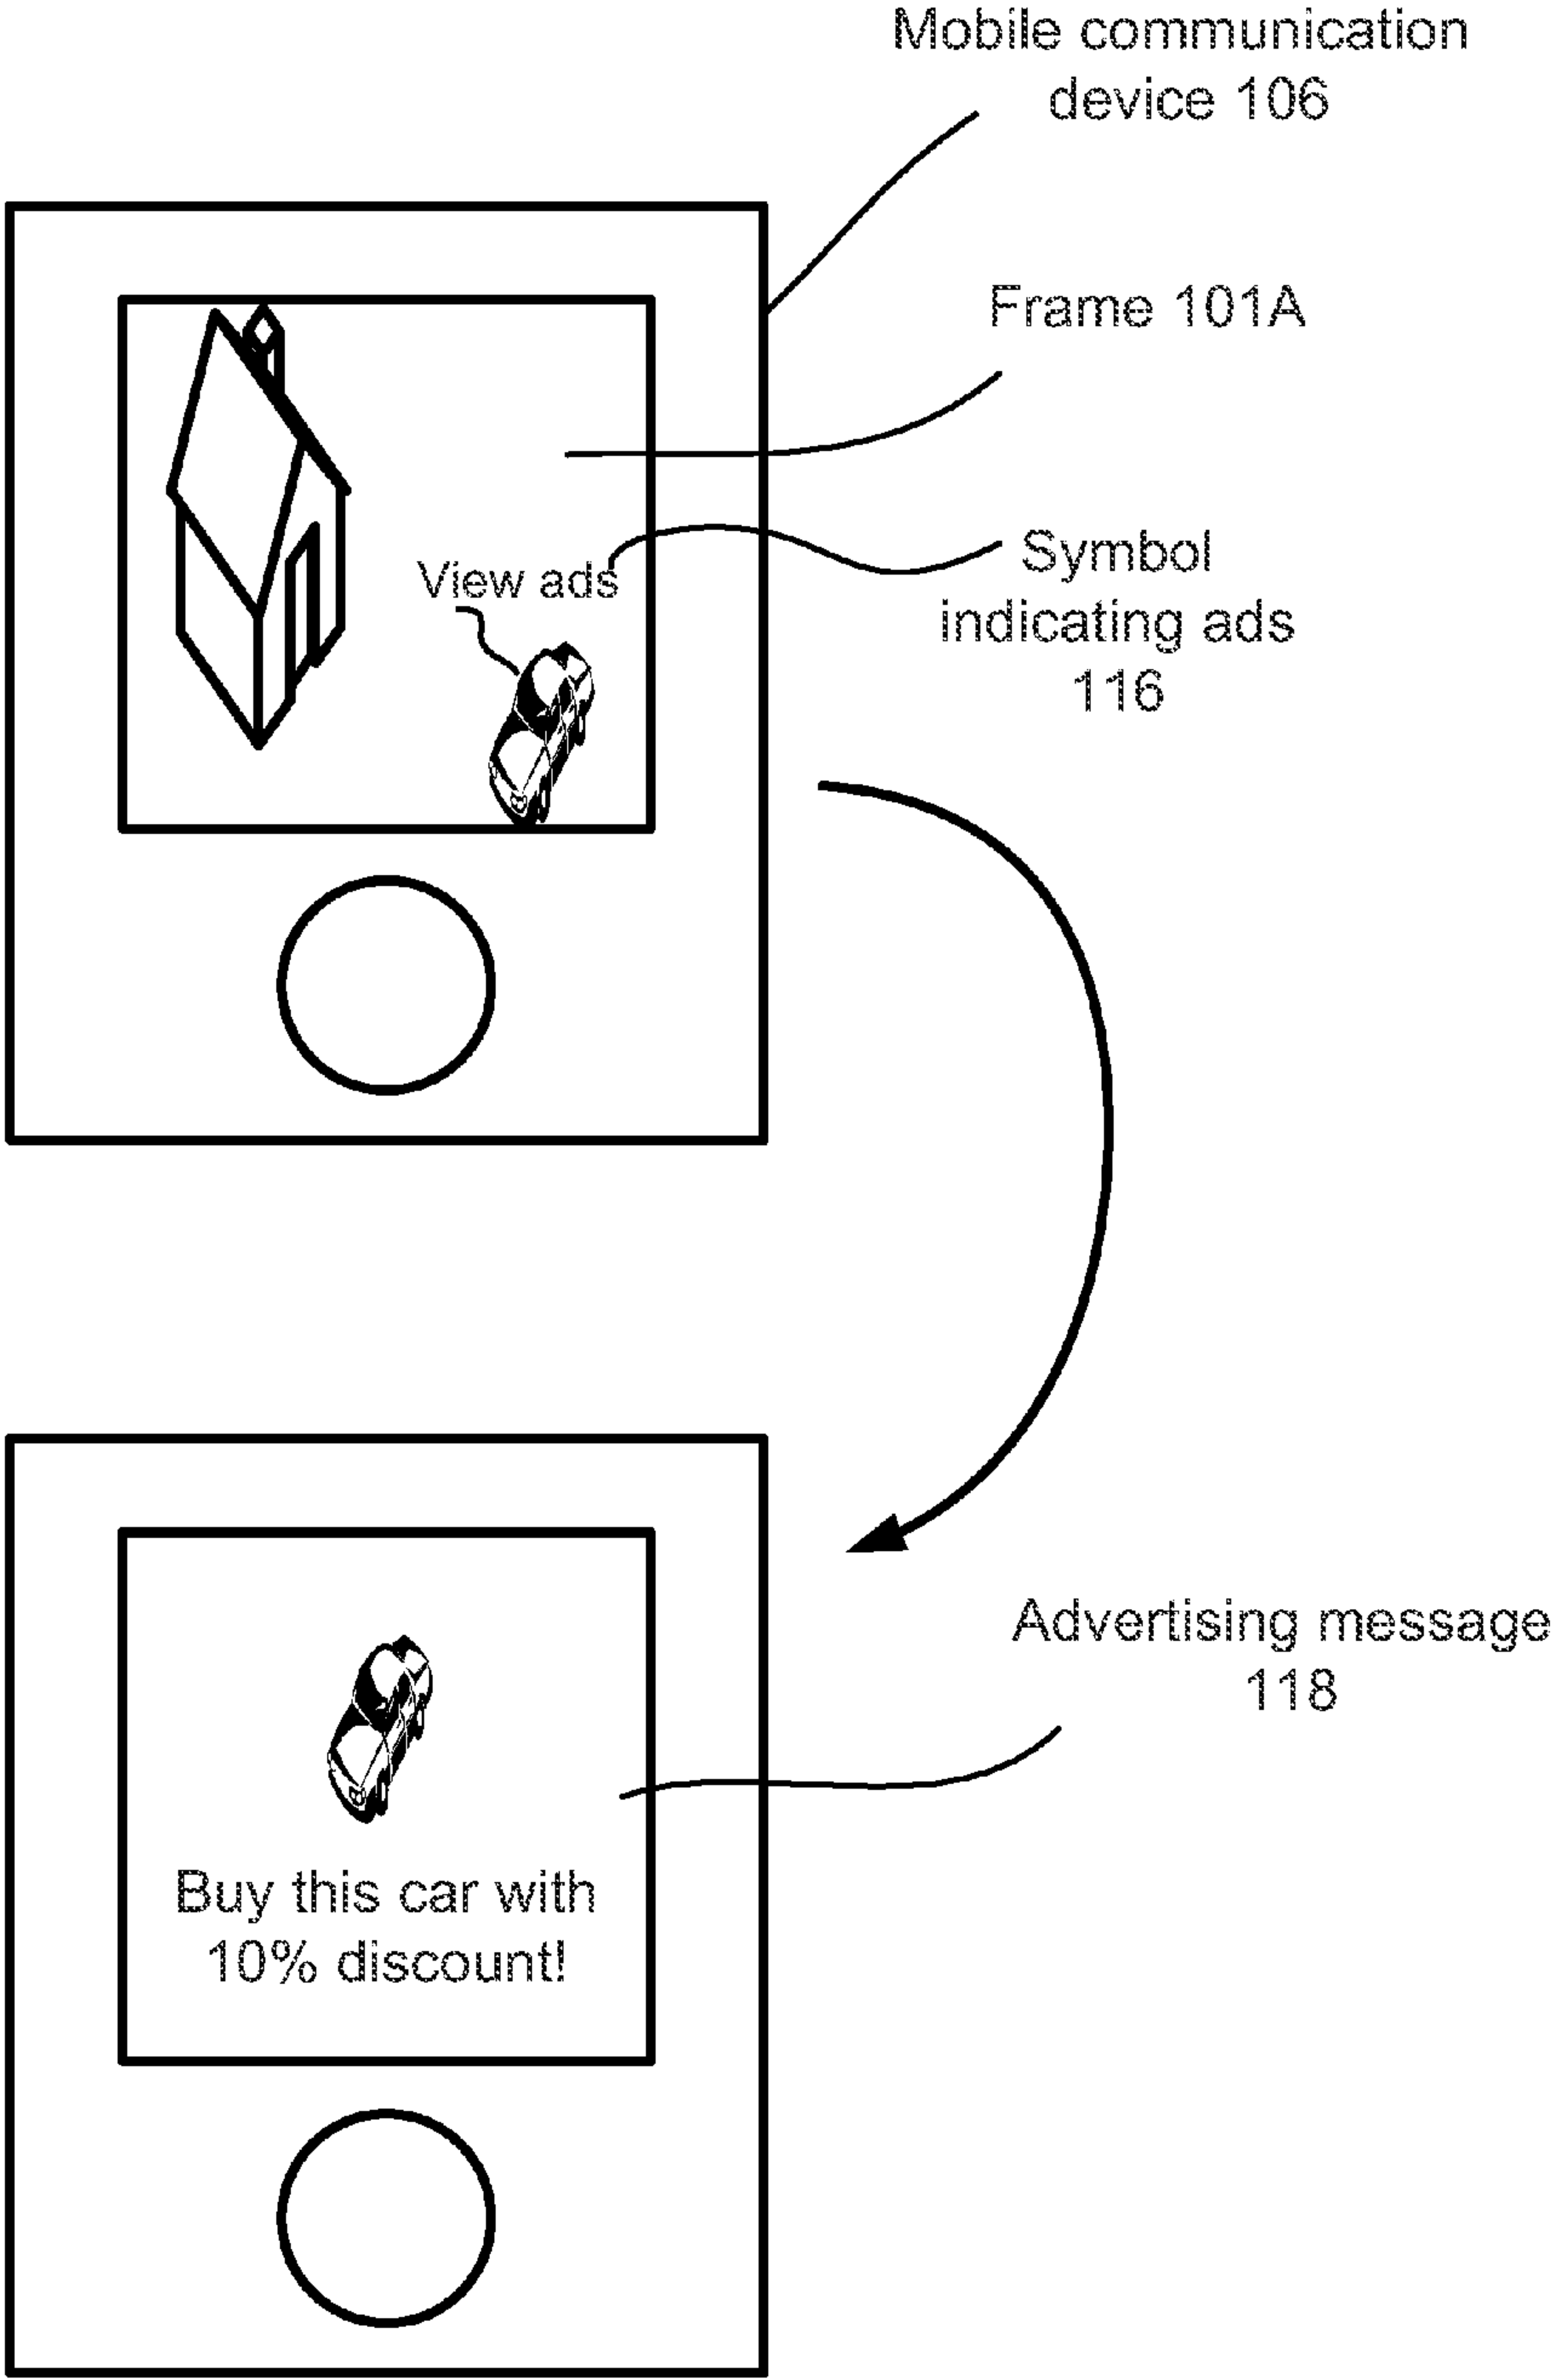 Mobile communication
device 106
Frame 101A
View ads
Symbol
indicating ads
116
Advertising message
118
Buy this car with
10% discount!